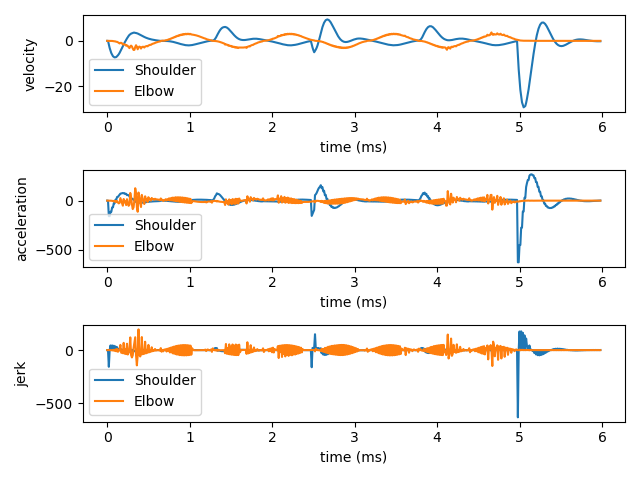 velocity
0
−20
Shoulder
Elbow
0 1 2 3 4 5 6
time (ms)
acceleration
0
−500
Shoulder
Elbow
0 1 2 3 4 5 6
time (ms)
jerk
0
−500
Shoulder
Elbow
0 1 2 3 4 5 6
time (ms)